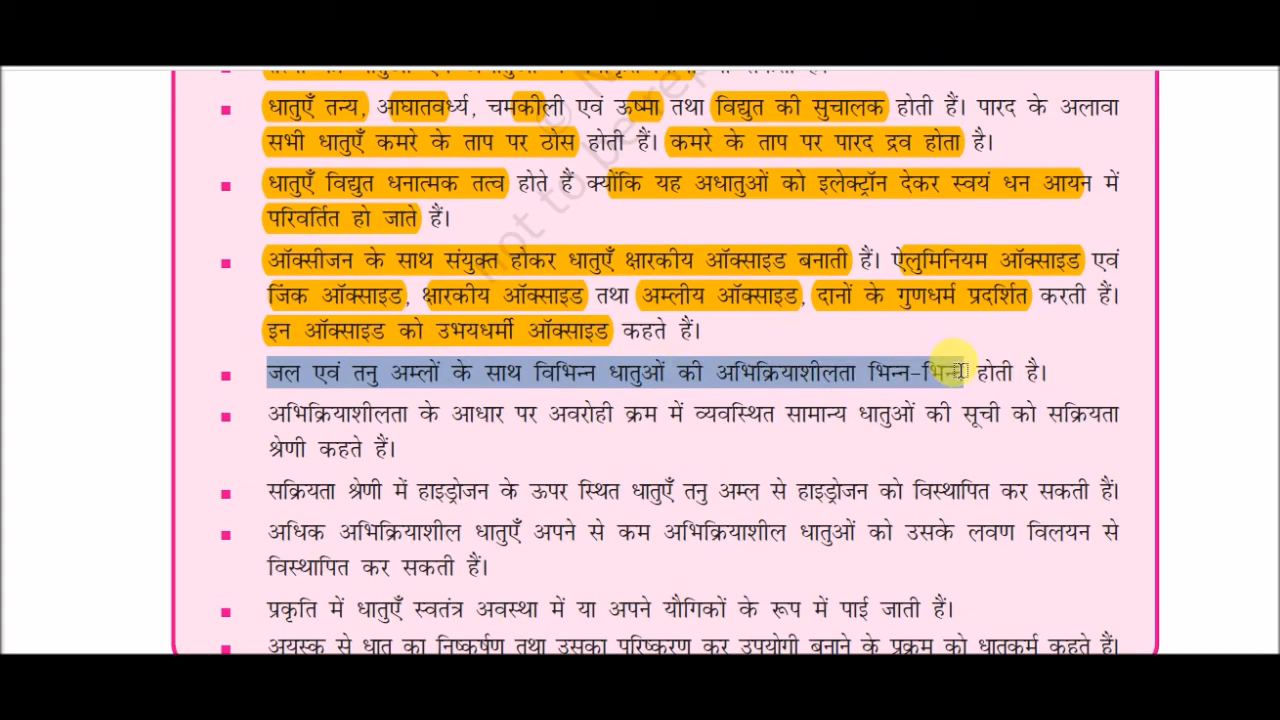 धातुएँ तन्य, आघातवर्ध्य, चमकीली एवं ऊष्मा तथा विद्युत की सुचालक होती हैं। पारद के अलावा
सभी धातुएँ कमरे के ताप पर ठोस होती हैं। कमरे के ताप पर पारद द्रव होता है।
धातुएँ विद्युत धनात्मक तत्व होते हैं क्योंकि यह अधातुओं को इलेक्ट्रॉन देकर स्वयं धन आयन में
परिवर्तित हो जाते हैं।
ऑक्सीजन के साथ संयुक्त होकर धातुएँ क्षारकीय ऑक्साइड बनाती हैं। ऐलुमिनियम ऑक्साइड एवं
जिंक ऑक्साइड, क्षारकीय ऑक्साइड तथा अम्लीय ऑक्साइड, दानों के गुणधर्म प्रदर्शित करती हैं।
इन ऑक्साइड को उभयधर्मी ऑक्साइड कहते हैं।
जल एवं तनु अम्लों के साथ विभिन्न धातुओं की अभिक्रियाशीलता भिन्न-भिन्न होती है।
अभिक्रियाशीलता के आधार पर अवरोही क्रम में व्यवस्थित सामान्य धातुओं की सूची को सक्रियता
श्रेणी कहते हैं।
सक्रियता श्रेणी में हाइड्रोजन के ऊपर स्थित धातुएँ तनु अम्ल से हाइड्रोजन को विस्थापित कर सकती हैं।
अधिक अभिक्रियाशील धातुएँ अपने से कम अभिक्रियाशील धातुओं को उसके लवण विलयन से
विस्थापित कर सकती हैं।
प्रकृति में धातुएँ स्वतंत्र अवस्था में या अपने यौगिकों के रूप में पाई जाती हैं।
अयस्क से धातु का निष्कर्षण तथा उसका परिष्करण कर उपयोगी बनाने के प्रक्रम को धातुकर्म कहते हैं।